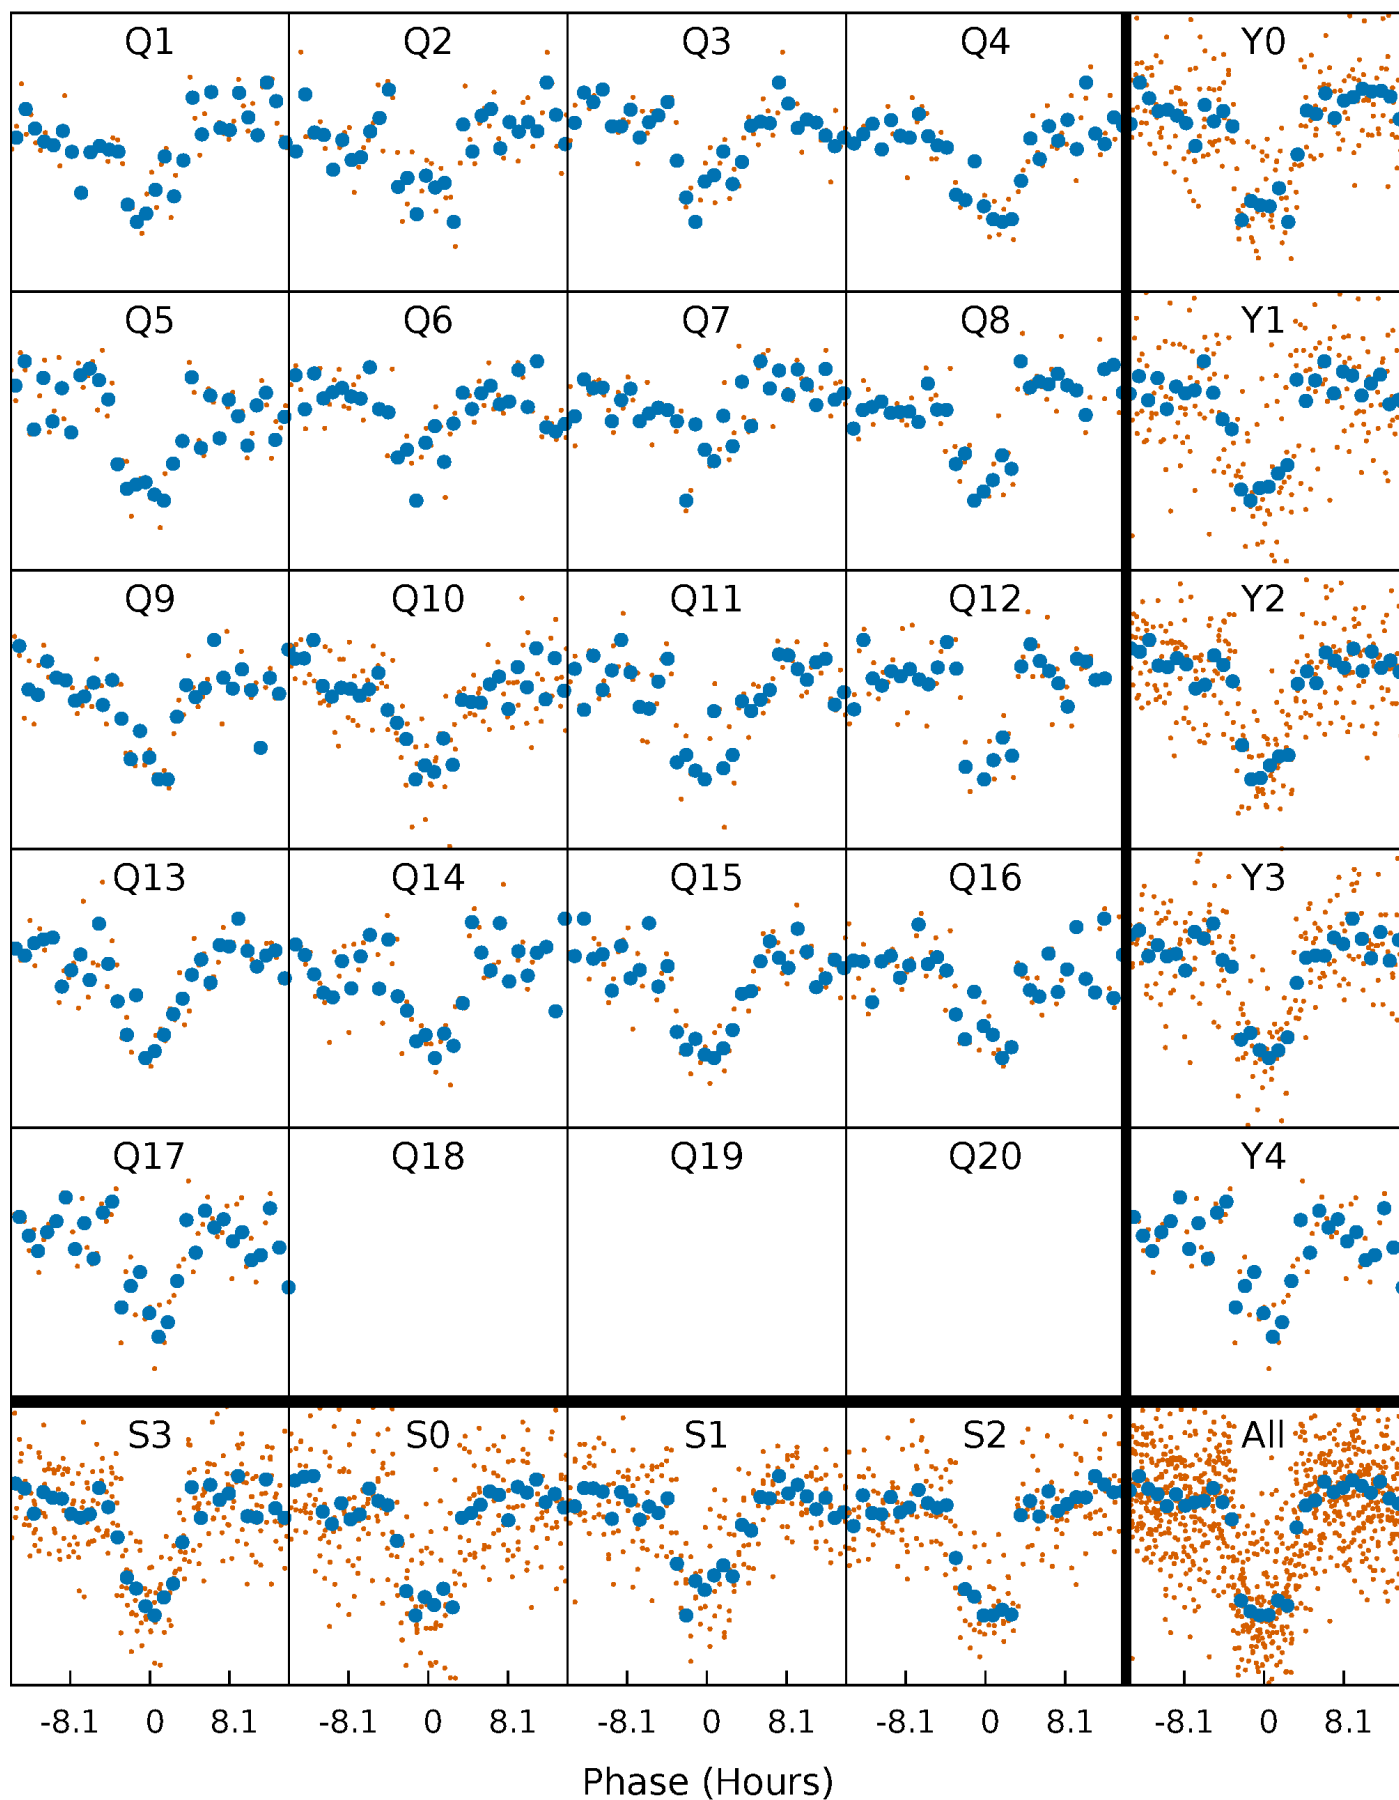 Q1 Q2 Q3 Q4 Y0
Q5 Q6 Q7 Q8 Y1
Q9 Q10 Q11 Q12 Y2
Q13 Q14 Q15 Q16 Y3
Q17 Q18 Q19 Q20 Y4
S3 S0 S1 S2 All
-8.1 0 8.1 -8.1 0 8.1 -8.1 0 8.1 -8.1 0 8.1 -8.1 0 8.1
Phase (Hours)